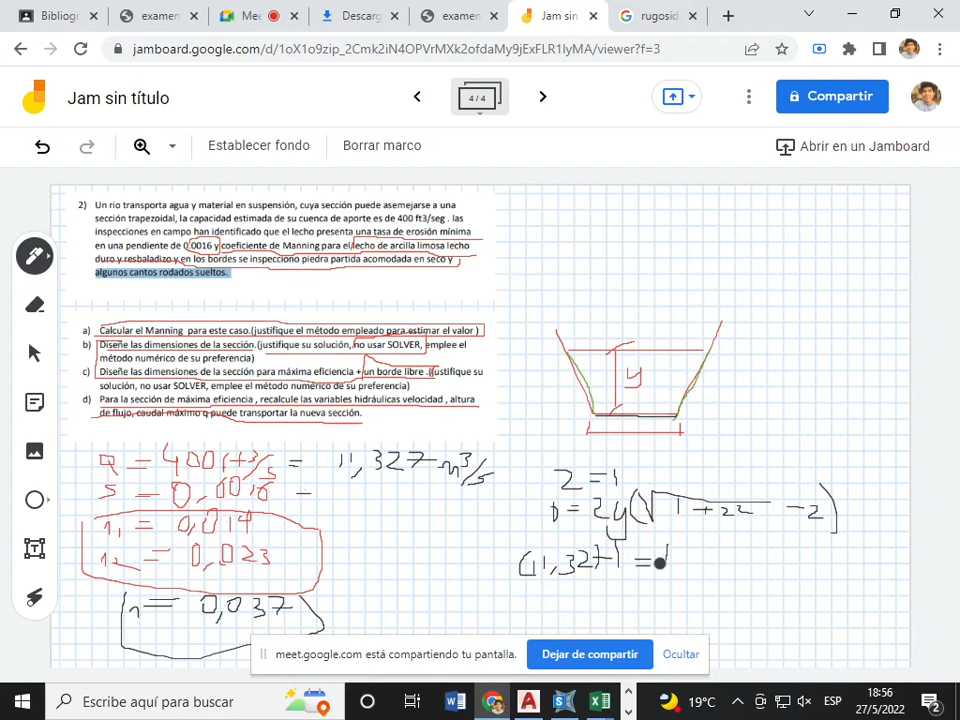 Bibliogr
examen
Mee
Descarg
examen
Jam sin
rugosid
jamboard.google.com/d/1oX1o9zip_2Cmk2iN4OPVrMXk2ofdaMy9jExFLR1lyMA/viewer?f=3
Jam sin título
4 / 4
Compartir
Establecer fondo
Borrar marco
Abrir en un Jamboard
2) Un rio transporta agua y material en suspensión, cuya sección puede asemejarse a una
sección trapezoidal, la capacidad estimada de su cuenca de aporte es de 400 ft3/seg . las
inspecciones en campo han identificado que el lecho presenta una tasa de erosión mínima
en una pendiente de 0.0016 y coeficiente de Manning para el lecho de arcilla limosa lecho
duro y resbaladizo y en los bordes se inspecciono piedra partida acomodada en seco y
algunos cantos rodados sueltos.
a) Calcular el Manning para este caso.(justifique el método empleado para estimar el valor )
b) Diseñe las dimensiones de la sección.(justifique su solución, no usar SOLVER, emplee el
método numérico de su preferencia)
c) Diseñe las dimensiones de la sección para máxima eficiencia + un borde libre .(justifique su
solución, no usar SOLVER, emplee el método numérico de su preferencia)
d) Para la sección de máxima eficiencia , recalcule las variables hidráulicas velocidad , altura
de flujo, caudal máximo q puede transportar la nueva sección.
y
Q = 400ft3/s = 11,327 m3/s
S = 0,0016 =
n1 = 0,014
n2 = 0,023
n = 0,037
Z = 1
b = 2y(√1+z2 - z)
meet.google.com está compartiendo tu pantalla.
Dejar de compartir
Ocultar
Escribe aquí para buscar
19°C
ESP
18:56
27/5/2022
2